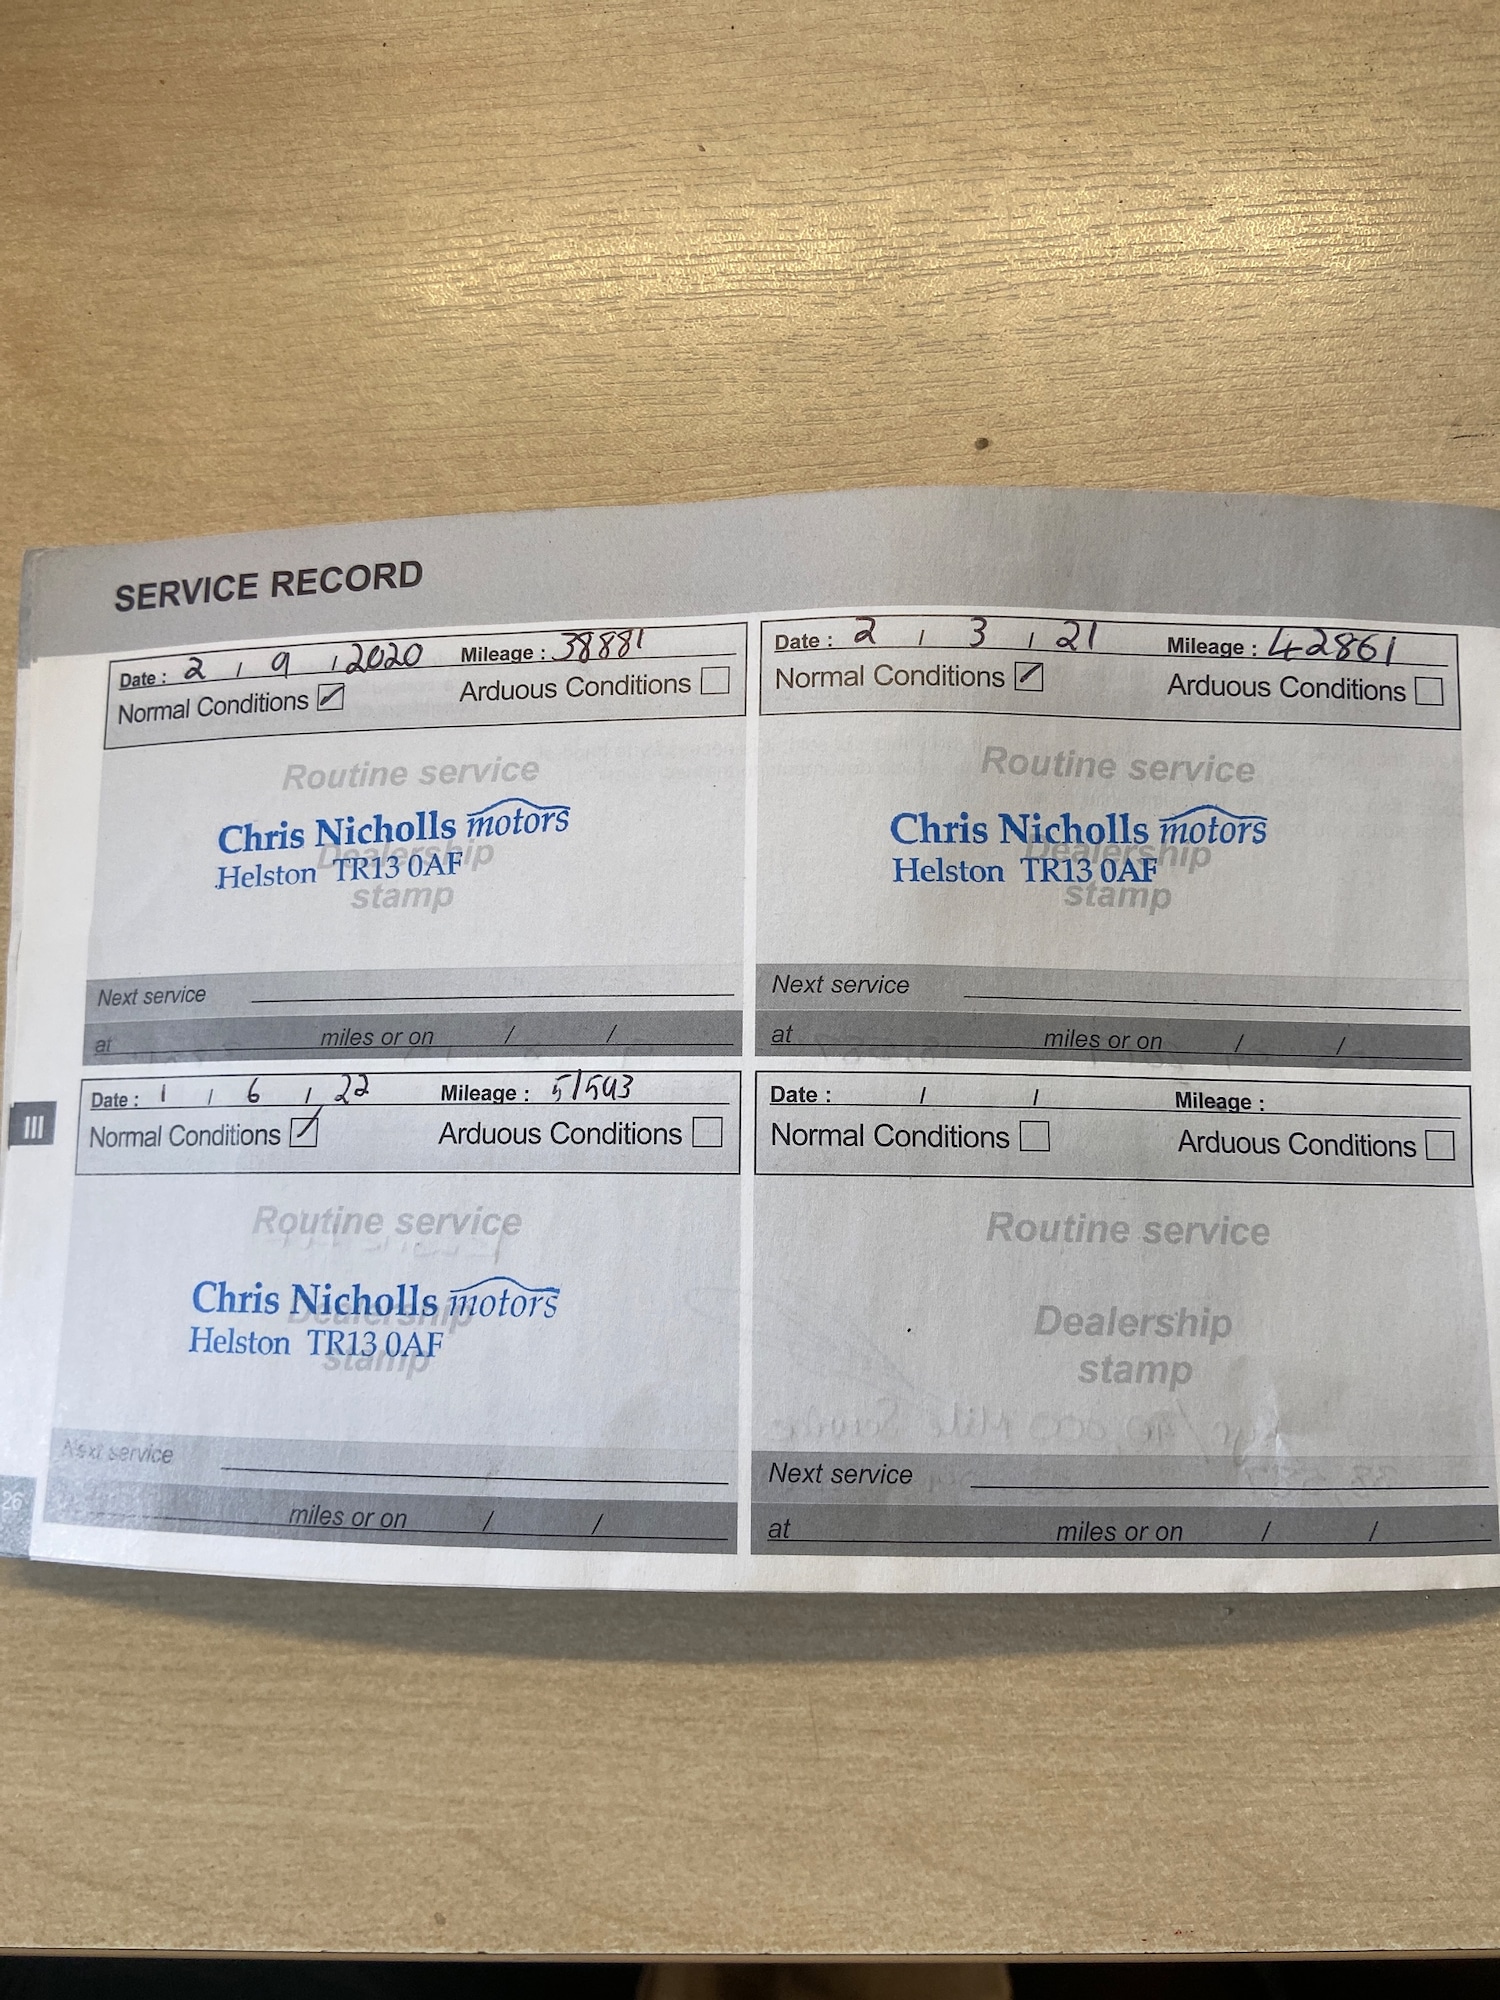 SERVICE RECORD
Date : 2 / 9 / 2020 Mileage : 38881
Normal Conditions Arduous Conditions
Routine service
Dealership
stamp
Chris Nicholls motors
Helston TR13 0AF
Next service
at miles or on / /
Date : 2 / 3 / 21 Mileage : 42861
Normal Conditions Arduous Conditions
Routine service
Dealership
stamp
Chris Nicholls motors
Helston TR13 0AF
Next service
at miles or on / /
III
Date : 1 / 6 / 22 Mileage : 51543
Normal Conditions Arduous Conditions
Routine service
Dealership
stamp
Chris Nicholls motors
Helston TR13 0AF
Next service
miles or on / /
Date : / / Mileage :
Normal Conditions Arduous Conditions
Routine service
Dealership
stamp
Next service
at miles or on / /
26